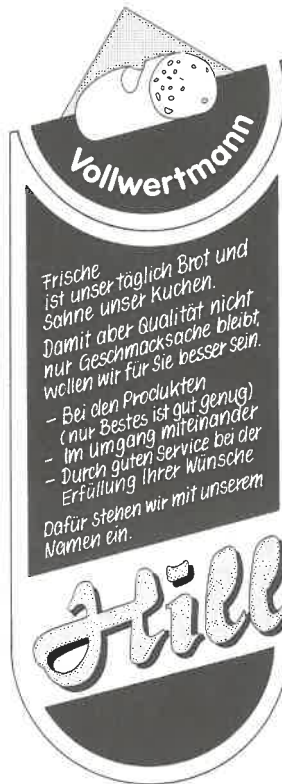 Vollwertmann
Frische
ist unser täglich Brot und
Sahne unser Kuchen.
Damit aber Qualität nicht
nur Geschmacksache bleibt,
wollen wir für Sie besser sein.
- Bei den Produkten
(nur Bestes ist gut genug)
- Im Umgang miteinander
- Durch guten Service bei der
Erfüllung Ihrer Wünsche
Dafür stehen wir mit unserem
Namen ein.
Hill